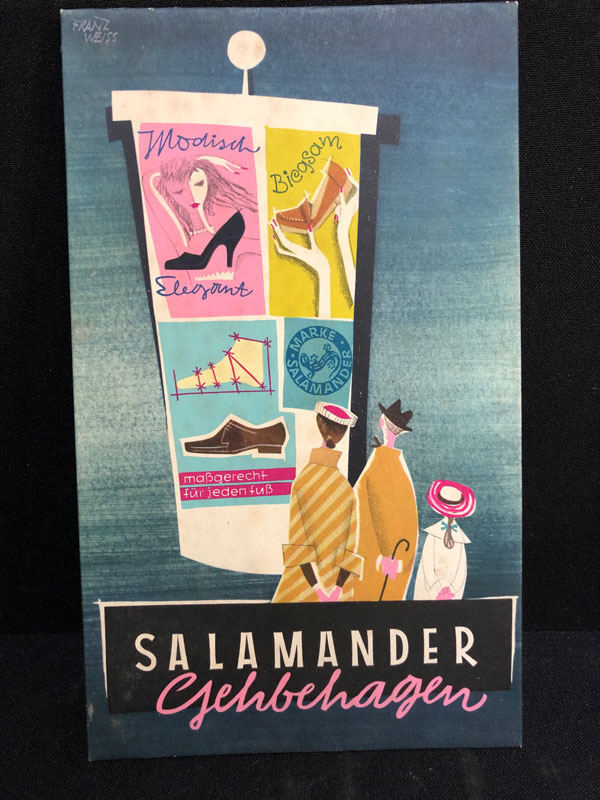 FRANZ
WEISS
Modisch
Biegsam
Elegant
MARKE
SALAMANDER
maßgerecht
für jeden fuß
SALAMANDER
Gehbehagen